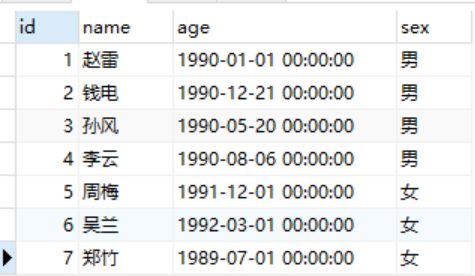 id name age sex
1 赵雷 1990-01-01 00:00:00 男
2 钱电 1990-12-21 00:00:00 男
3 孙风 1990-05-20 00:00:00 男
4 李云 1990-08-06 00:00:00 男
5 周梅 1991-12-01 00:00:00 女
6 吴兰 1992-03-01 00:00:00 女
7 郑竹 1989-07-01 00:00:00 女